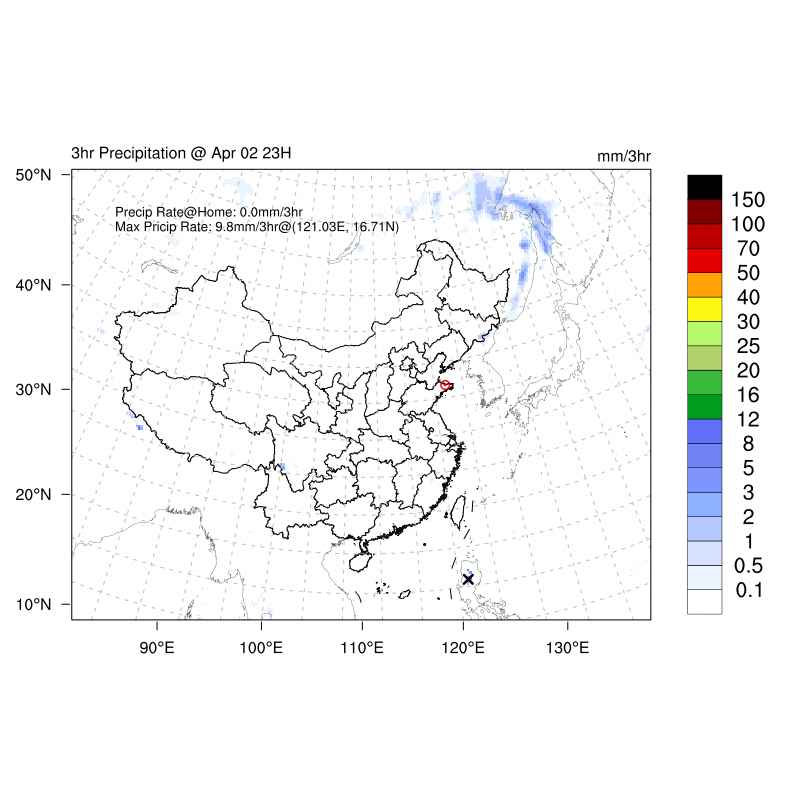 3hr Precipitation @ Apr 02 23H
mm/3hr
Precip Rate@Home: 0.0mm/3hr
Max Pricip Rate: 9.8mm/3hr@(121.03E, 16.71N)
50°N
40°N
30°N
20°N
10°N
90°E
100°E
110°E
120°E
130°E
150
100
70
50
40
30
25
20
16
12
8
5
3
2
1
0.5
0.1